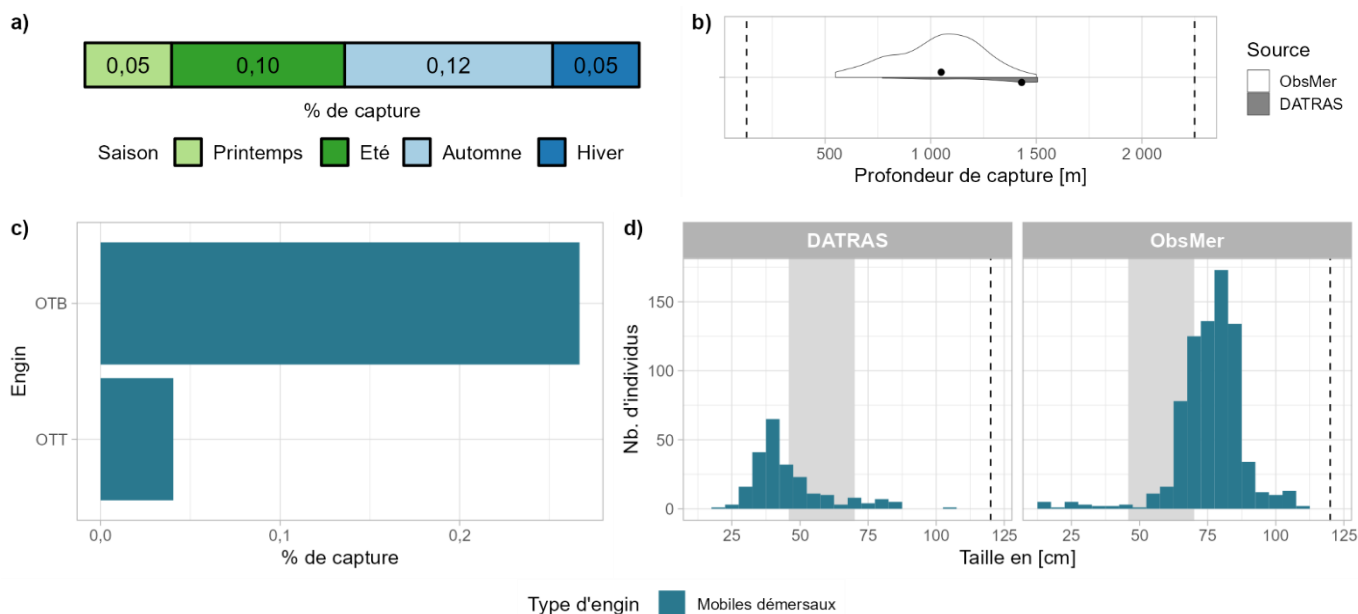 a)
0,05 0,10 0,12 0,05
% de capture
Saison Printemps Eté Automne Hiver
b)
500 1 000 1 500 2 000
Profondeur de capture [m]
Source
ObsMer
DATRAS
c)
Engin
OTB
OTT
0,0 0,1 0,2
% de capture
d)
DATRAS ObsMer
Nb. d'individus
150
100
50
0
25 50 75 100 125 25 50 75 100 125
Taille en [cm]
Type d'engin Mobiles démersaux